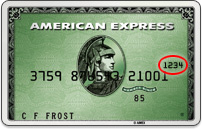 AMERICAN EXPRESS
1234
3759 876543 21001
85
C F FROST